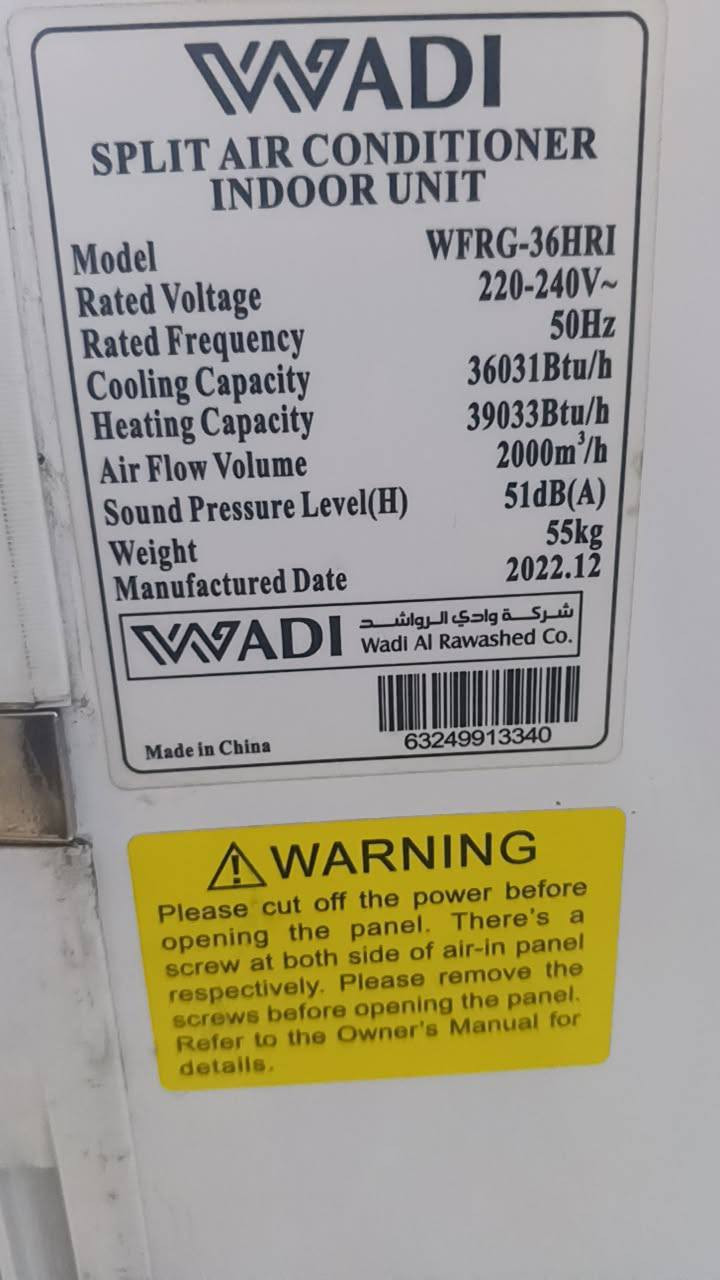 WADI
SPLIT AIR CONDITIONER
INDOOR UNIT
Model WFRG-36HRI
Rated Voltage 220-240V~
Rated Frequency 50Hz
Cooling Capacity 36031Btu/h
Heating Capacity 39033Btu/h
Air Flow Volume 2000m³/h
Sound Pressure Level(H) 51dB(A)
Weight 55kg
Manufactured Date 2022.12
WADI شركة وادي الرواشد
Wadi Al Rawashed Co.
63249913340
Made in China
WARNING
Please cut off the power before
opening the panel. There's a
screw at both side of air-in panel
respectively. Please remove the
screws before opening the panel.
Refer to the Owner's Manual for
details.